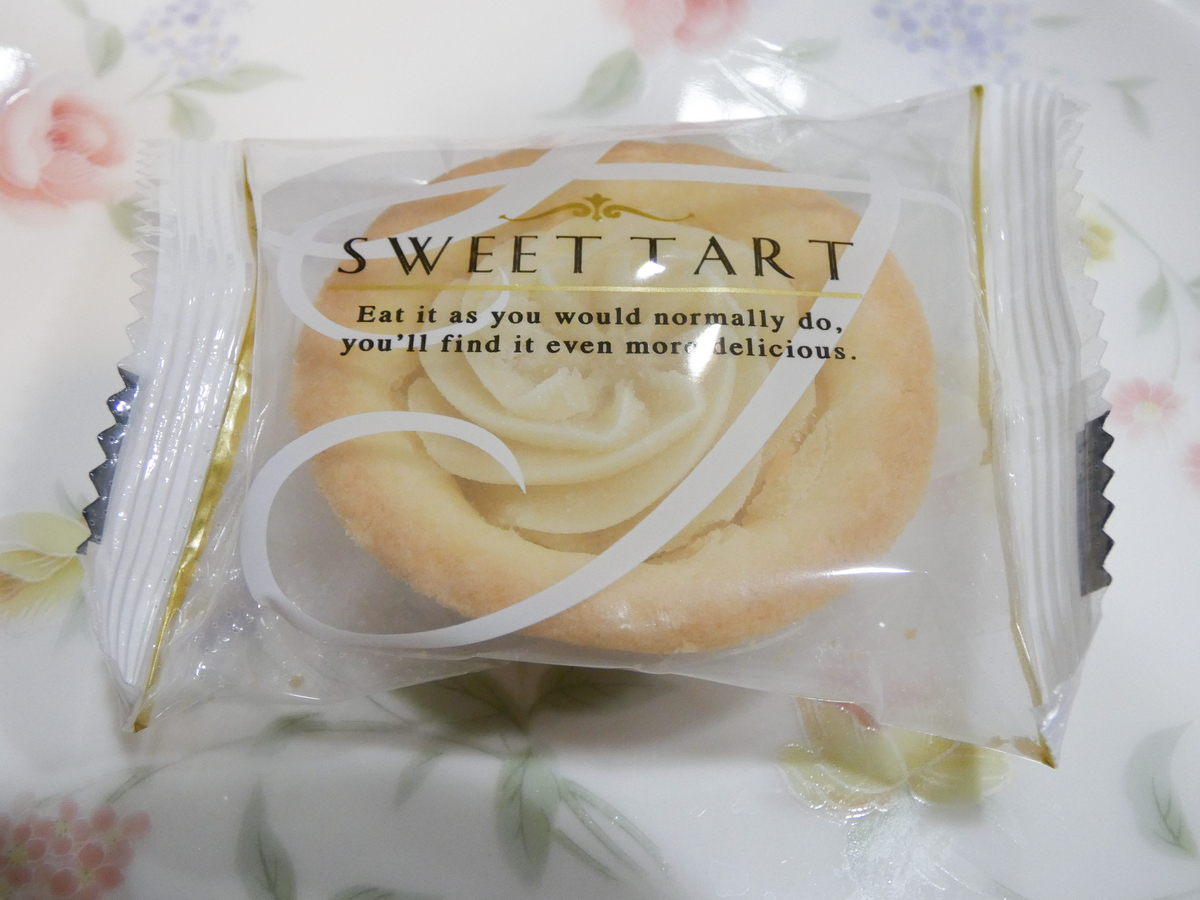 SWEET TART
Eat it as you would normally do,
you'll find it even more delicious.